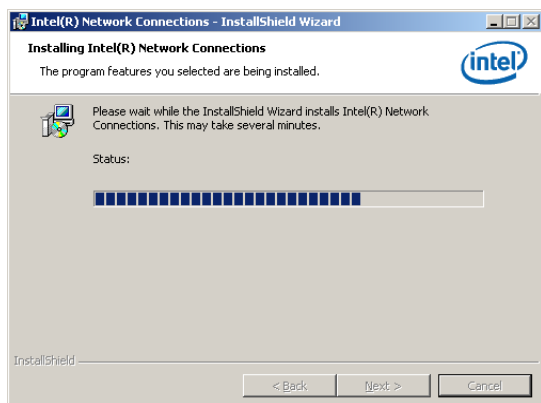 Intel(R) Network Connections - InstallShield Wizard
Installing Intel(R) Network Connections
The program features you selected are being installed.
intel
Please wait while the InstallShield Wizard installs Intel(R) Network
Connections. This may take several minutes.
Status:
InstallShield
< Back
Next >
Cancel